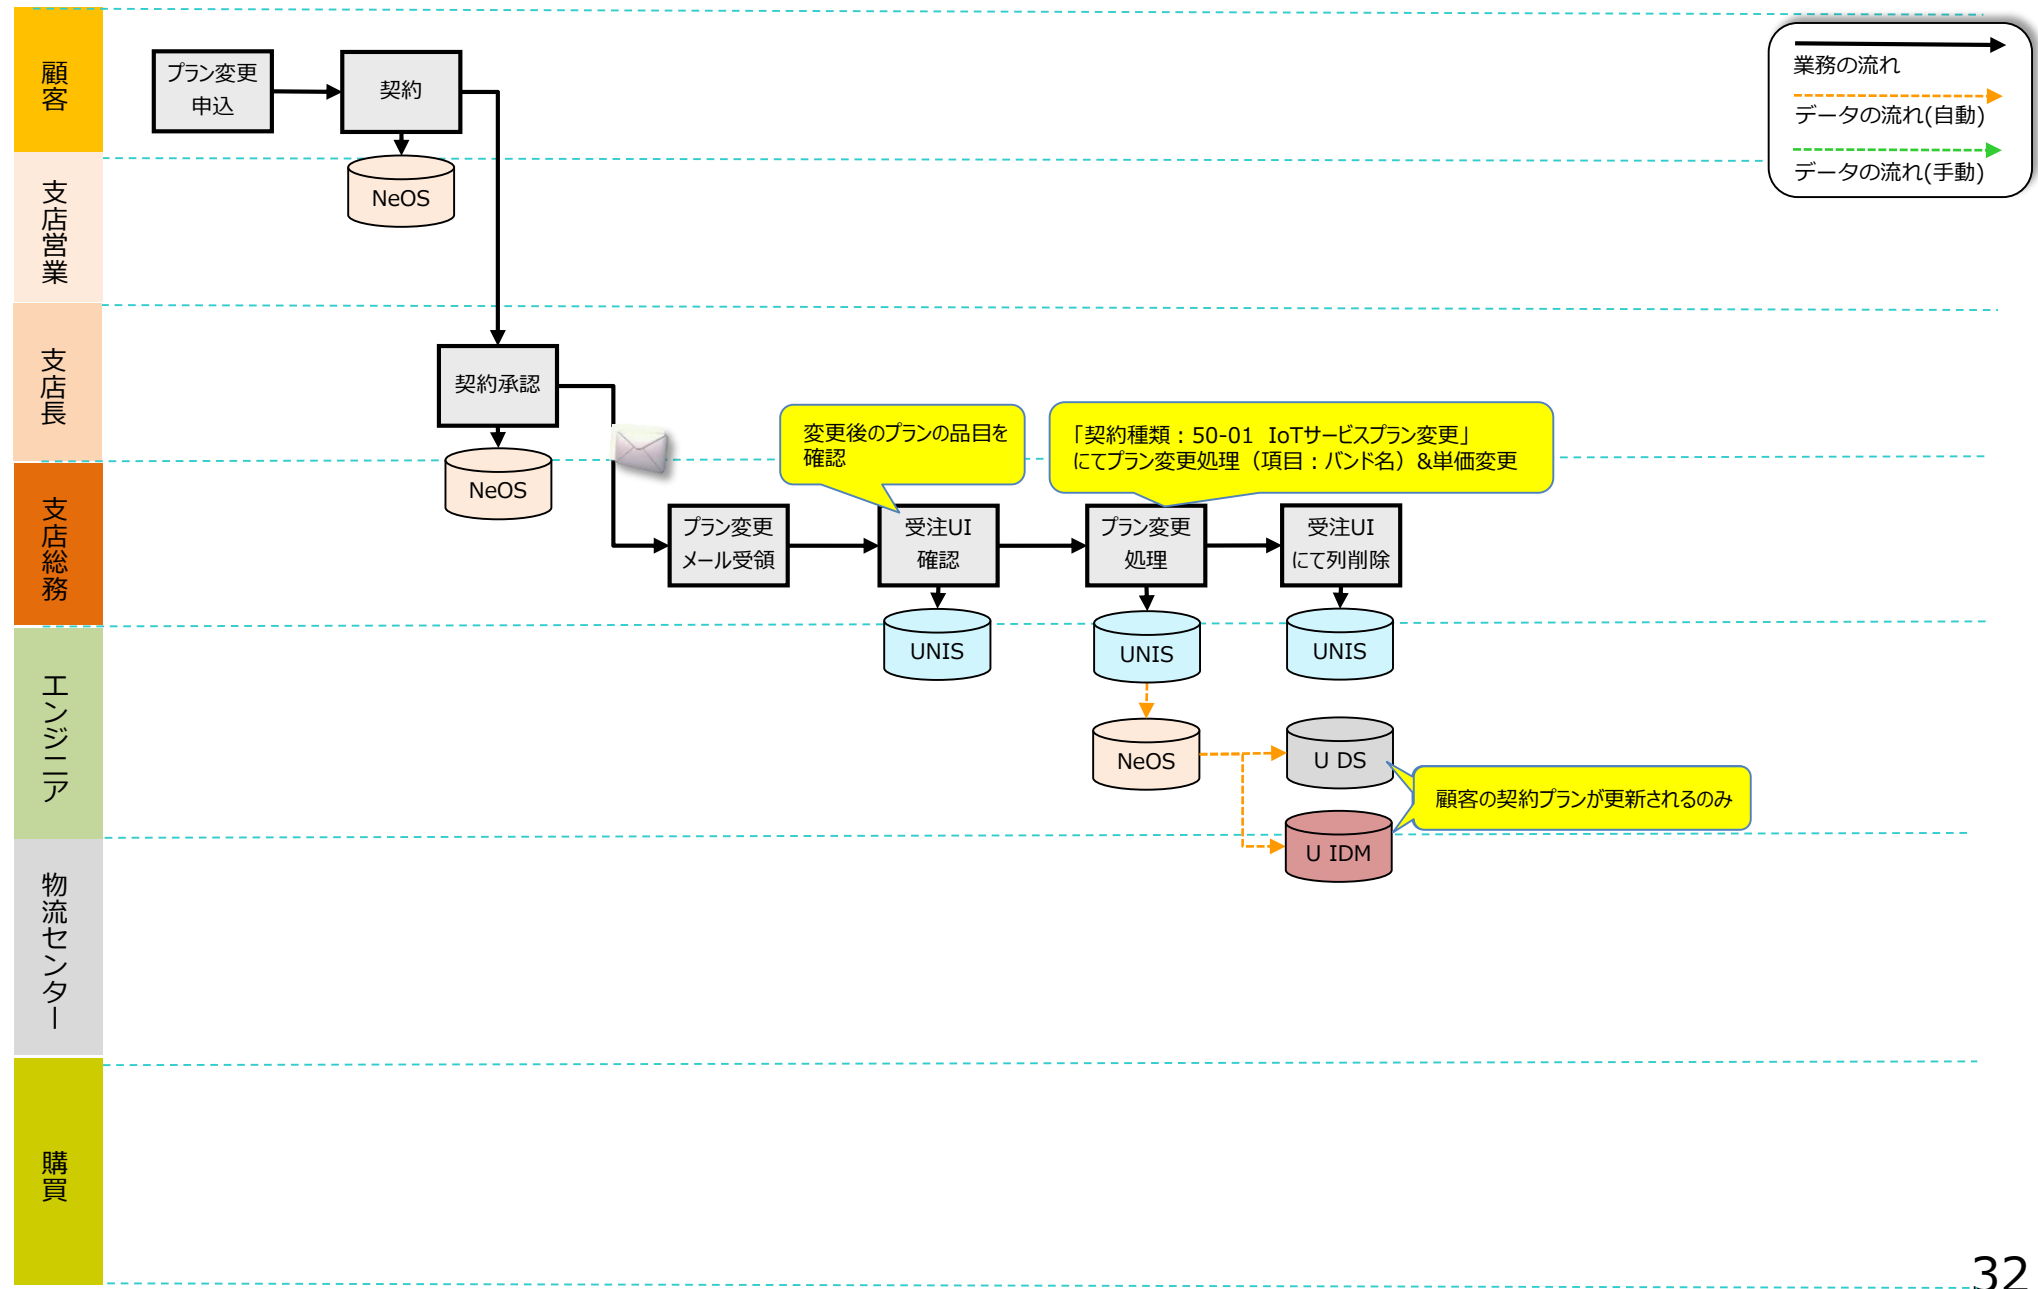 顧客
プラン変更
申込
契約
業務の流れ
データの流れ(自動)
データの流れ(手動)
支店営業
NeOS
支店長
契約承認
変更後のプランの品目を
確認
「契約種類：50-01 IoTサービスプラン変更」
にてプラン変更処理（項目：バンド名）&単価変更
NeOS
支店総務
プラン変更
メール受領
受注UI
確認
プラン変更
処理
受注UI
にて列削除
UNIS
UNIS
UNIS
エンジニア
NeOS
U DS
顧客の契約プランが更新されるのみ
U IDM
物流センター
購買
32